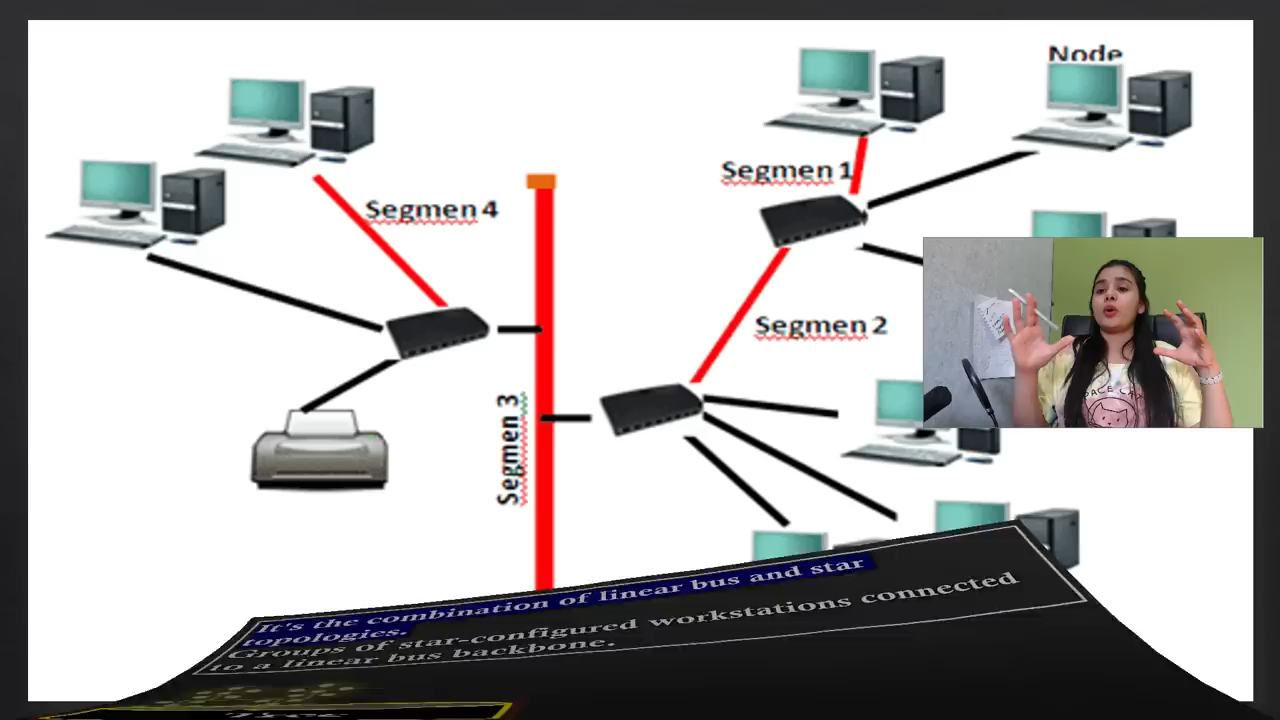 Node
Segmen 1
Segmen 4
Segmen 2
Segmen 3
It's the combination of linear bus and star
topologies.
Groups of star-configured workstations connected
to a linear bus backbone.